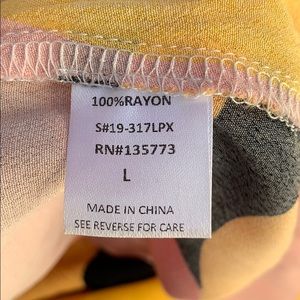 100%RAYON
S#19-317LPX
RN#135773
L
MADE IN CHINA
SEE REVERSE FOR CARE